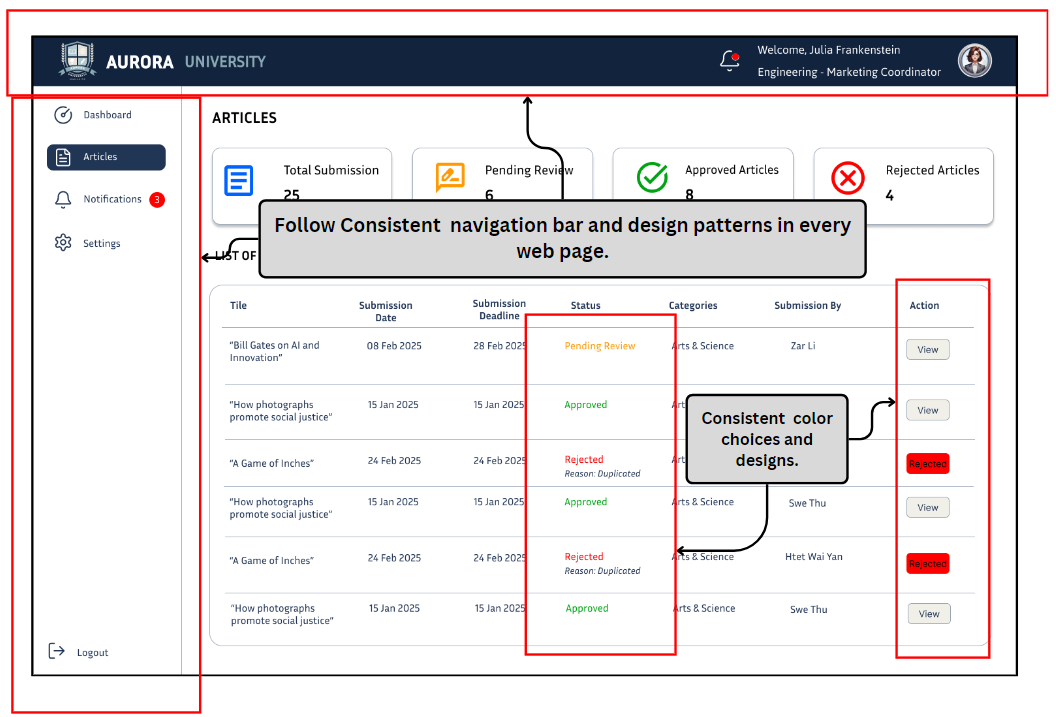 AURORA UNIVERSITY
Welcome, Julia Frankenstein
Engineering - Marketing Coordinator
Dashboard
Articles
Notifications 3
Settings
Logout
ARTICLES
Total Submission
25
Pending Review
6
Approved Articles
8
Rejected Articles
4
Follow Consistent navigation bar and design patterns in every
web page.
LIST OF
Tile Submission Date Submission Deadline Status Categories Submission By Action
“Bill Gates on AI and 08 Feb 2025 28 Feb 2025 Pending Review Arts & Science Zar Li View
Innovation”
“How photographs 15 Jan 2025 15 Jan 2025 Approved View
promote social justice”
“A Game of Inches” 24 Feb 2025 24 Feb 2025 Rejected Rejected
Reason: Duplicated
Consistent color
choices and
designs.
“How photographs 15 Jan 2025 15 Jan 2025 Approved Arts & Science Swe Thu View
promote social justice”
“A Game of Inches” 24 Feb 2025 24 Feb 2025 Rejected Arts & Science Htet Wai Yan Rejected
Reason: Duplicated
“How photographs 15 Jan 2025 15 Jan 2025 Approved Arts & Science Swe Thu View
promote social justice”